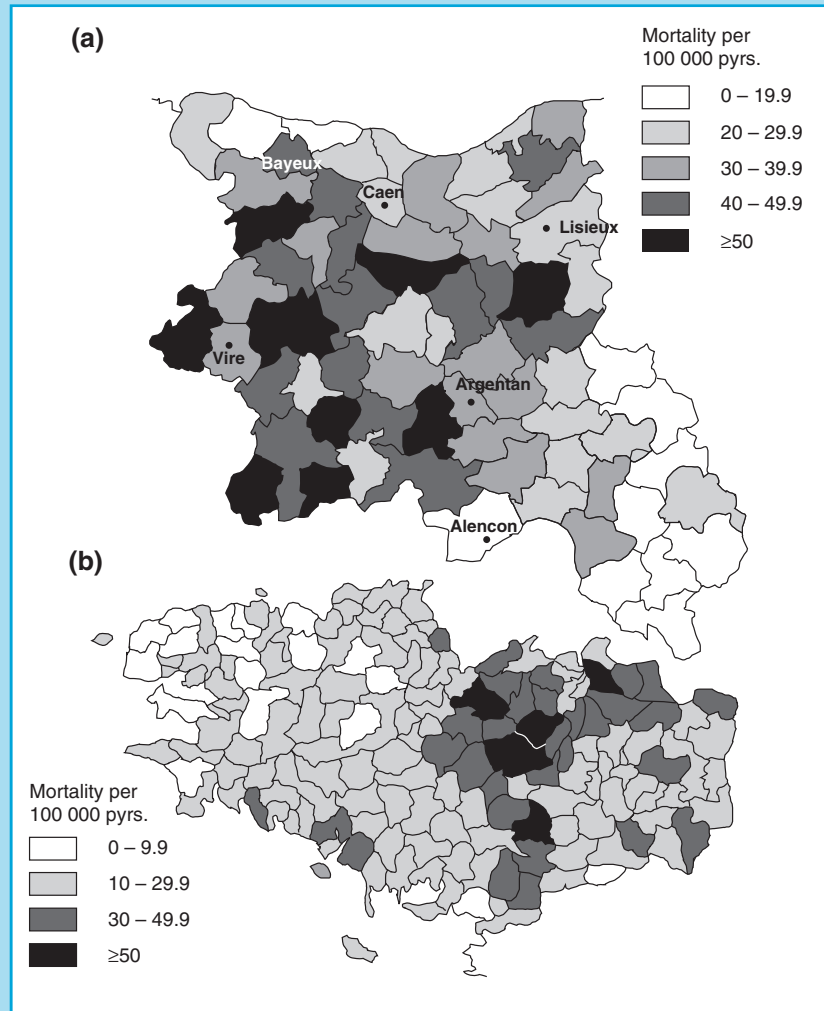 (a)
Mortality per
100 000 pyrs.
0 – 19.9
20 – 29.9
30 – 39.9
40 – 49.9
≥50
Bayeux
Caen
Lisieux
Vire
Argentan
Alencon
(b)
Mortality per
100 000 pyrs.
0 – 9.9
10 – 29.9
30 – 49.9
≥50